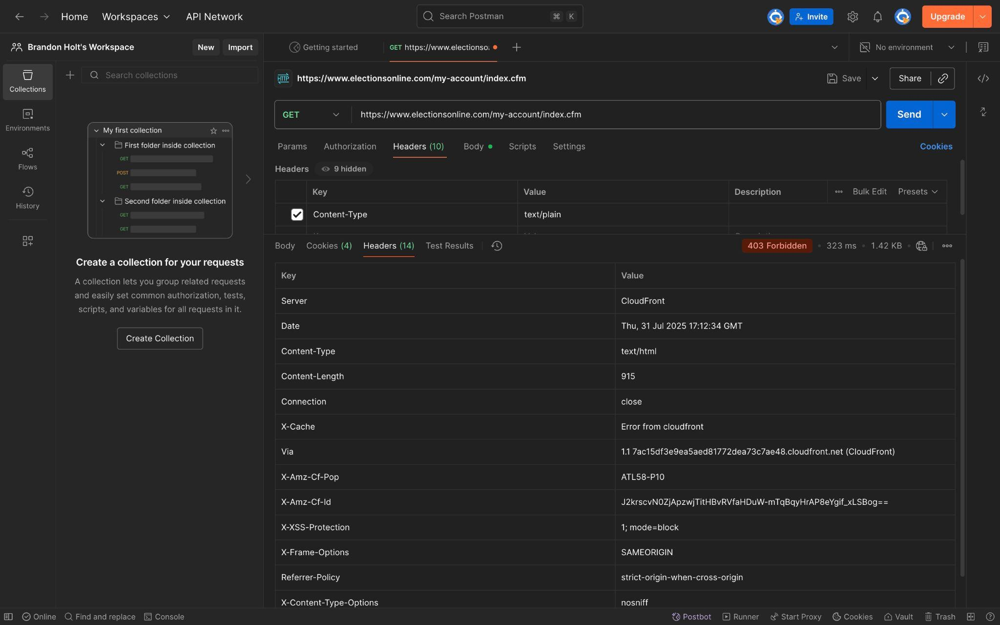 Home
Workspaces
API Network
Search Postman
⌘ K
Invite
Upgrade
Brandon Holt's Workspace
New
Import
Getting started
GET https://www.electionso
No environment
Collections
Environments
Flows
History
Search collections
My first collection
First folder inside collection
GET
POST
GET
Second folder inside collection
GET
GET
Create a collection for your requests
A collection lets you group related requests
and easily set common authorization, tests,
scripts, and variables for all requests in it.
Create Collection
HTTP https://www.electionsonline.com/my-account/index.cfm
Save
Share
GET
https://www.electionsonline.com/my-account/index.cfm
Send
Params
Authorization
Headers (10)
Body
Scripts
Settings
Cookies
Headers
9 hidden
Key Value Description
Bulk Edit
Presets
Content-Type text/plain
Body
Cookies (4)
Headers (14)
Test Results
403 Forbidden • 323 ms • 1.42 KB •
Key Value
Server CloudFront
Date Thu, 31 Jul 2025 17:12:34 GMT
Content-Type text/html
Content-Length 915
Connection close
X-Cache Error from cloudfront
Via 1.1 7ac15df3e9ea5aed81772dea73c7ae48.cloudfront.net (CloudFront)
X-Amz-Cf-Pop ATL58-P10
X-Amz-Cf-Id J2krscvN0ZjApzwjTitHBvRVfaHDuW-mTqBqyHrAP8eYgif_xLSBog==
X-XSS-Protection 1; mode=block
X-Frame-Options SAMEORIGIN
Referrer-Policy strict-origin-when-cross-origin
X-Content-Type-Options nosniff
Online
Find and replace
Console
Postbot
Runner
Start Proxy
Cookies
Vault
Trash